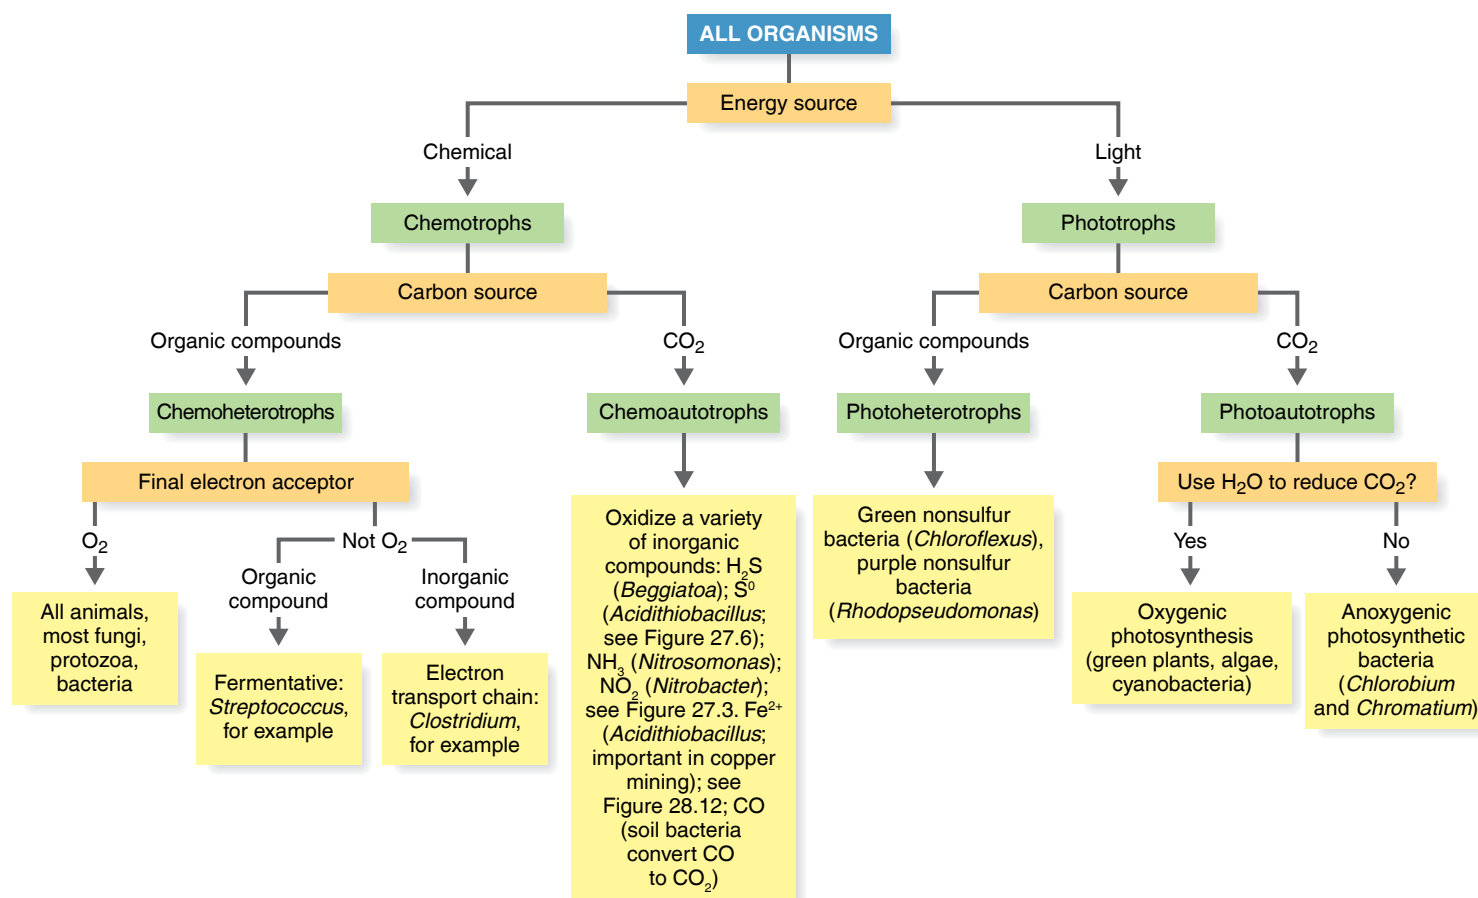 ALL ORGANISMS
Energy source
Chemical
Light
Chemotrophs
Phototrophs
Carbon source
Carbon source
Organic compounds
CO₂
Organic compounds
CO₂
Chemoheterotrophs
Chemoautotrophs
Photoheterotrophs
Photoautotrophs
Final electron acceptor
Use H₂O to reduce CO₂?
O₂
Not O₂
Organic
compound
Inorganic
compound
Yes
No
All animals,
most fungi,
protozoa,
bacteria
Fermentative:
Streptococcus,
for example
Electron
transport chain:
Clostridium,
for example
Oxidize a variety
of inorganic
compounds: H₂S
(Beggiatoa); S⁰
(Acidithiobacillus;
see Figure 27.6);
NH₃ (Nitrosomonas);
NO₂ (Nitrobacter);
see Figure 27.3. Fe²⁺
(Acidithiobacillus;
important in copper
mining); see
Figure 28.12; CO
(soil bacteria
convert CO
to CO₂)
Green nonsulfur
bacteria (Chloroflexus),
purple nonsulfur
bacteria
(Rhodopseudomonas)
Oxygenic
photosynthesis
(green plants, algae,
cyanobacteria)
Anoxygenic
photosynthetic
bacteria
(Chlorobium
and Chromatium)